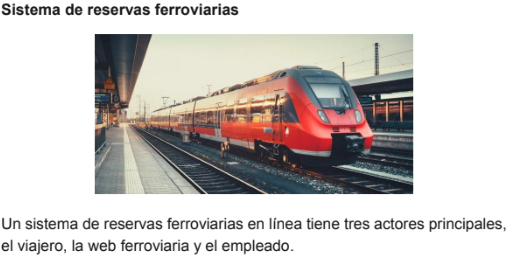 Sistema de reservas ferroviarias
Un sistema de reservas ferroviarias en línea tiene tres actores principales,
el viajero, la web ferroviaria y el empleado.